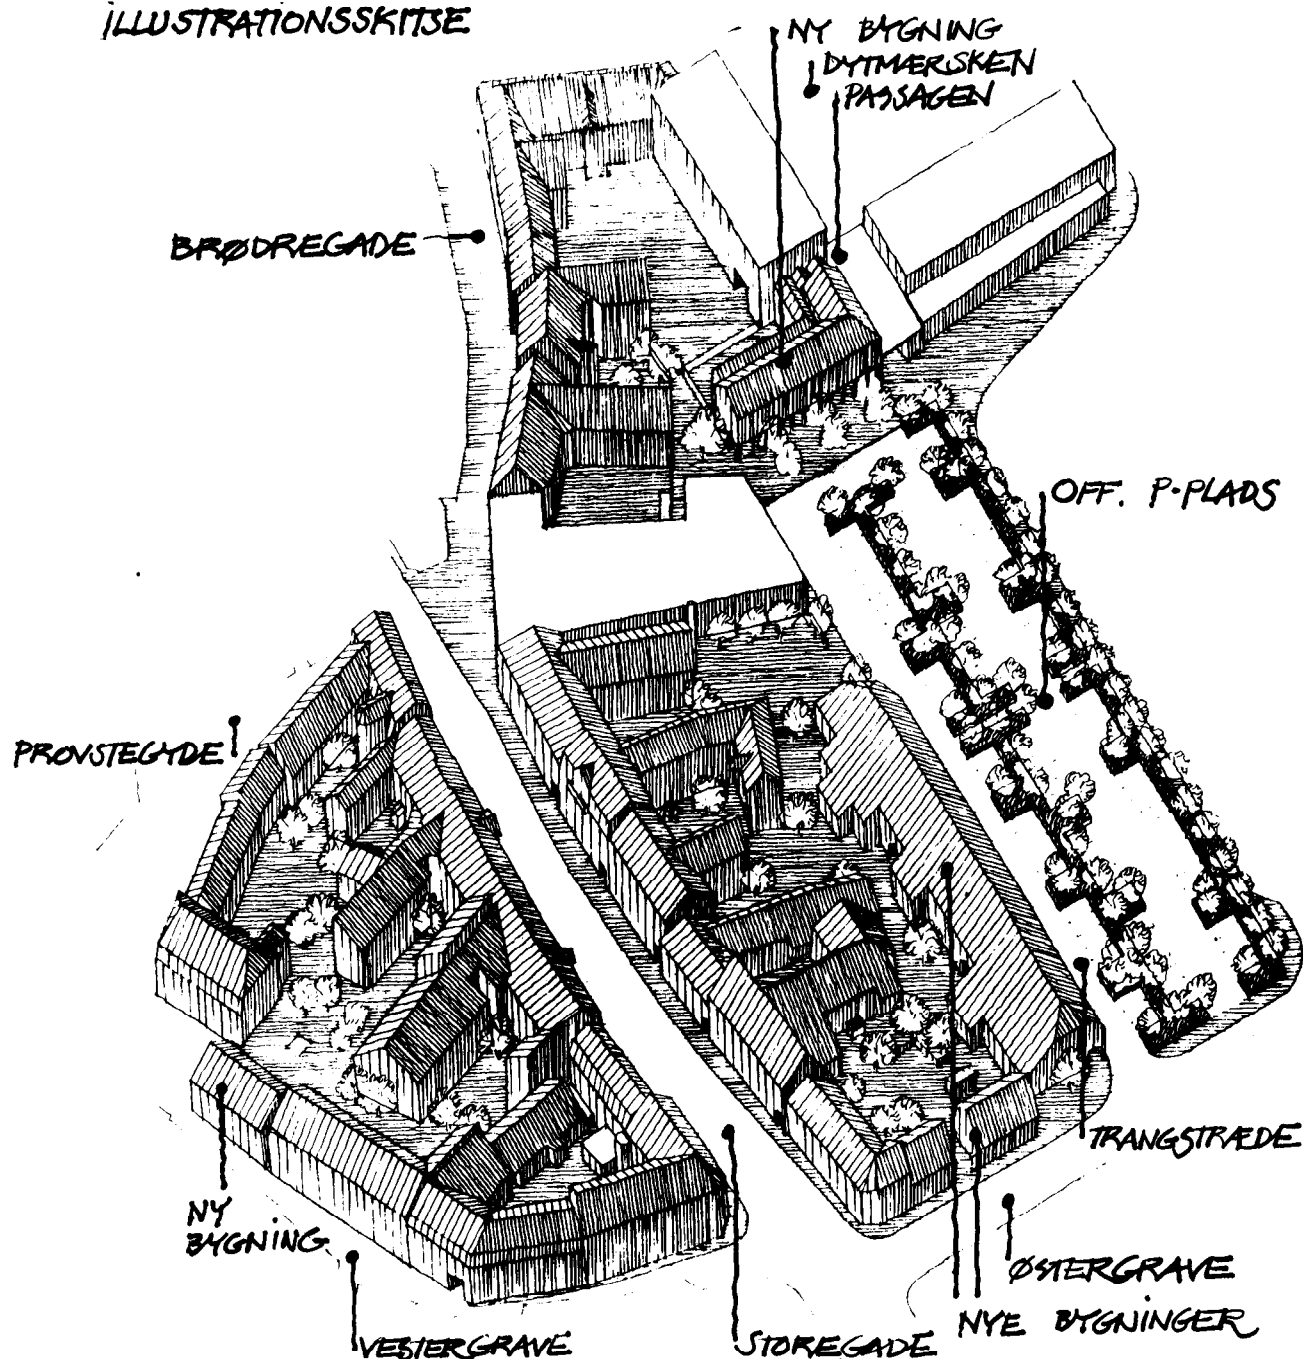 ILLUSTRATIONSSKITSE
NY BYGNING
DYTMÆRSKEN
PASSAGEN
BRØDREGADE
OFF. P-PLADS
PROVSTEGYDE
TRANGSTRÆDE
NY
BYGNING
ØSTERGRAVE
NYE BYGNINGER
VESTERGRAVE
STOREGADE